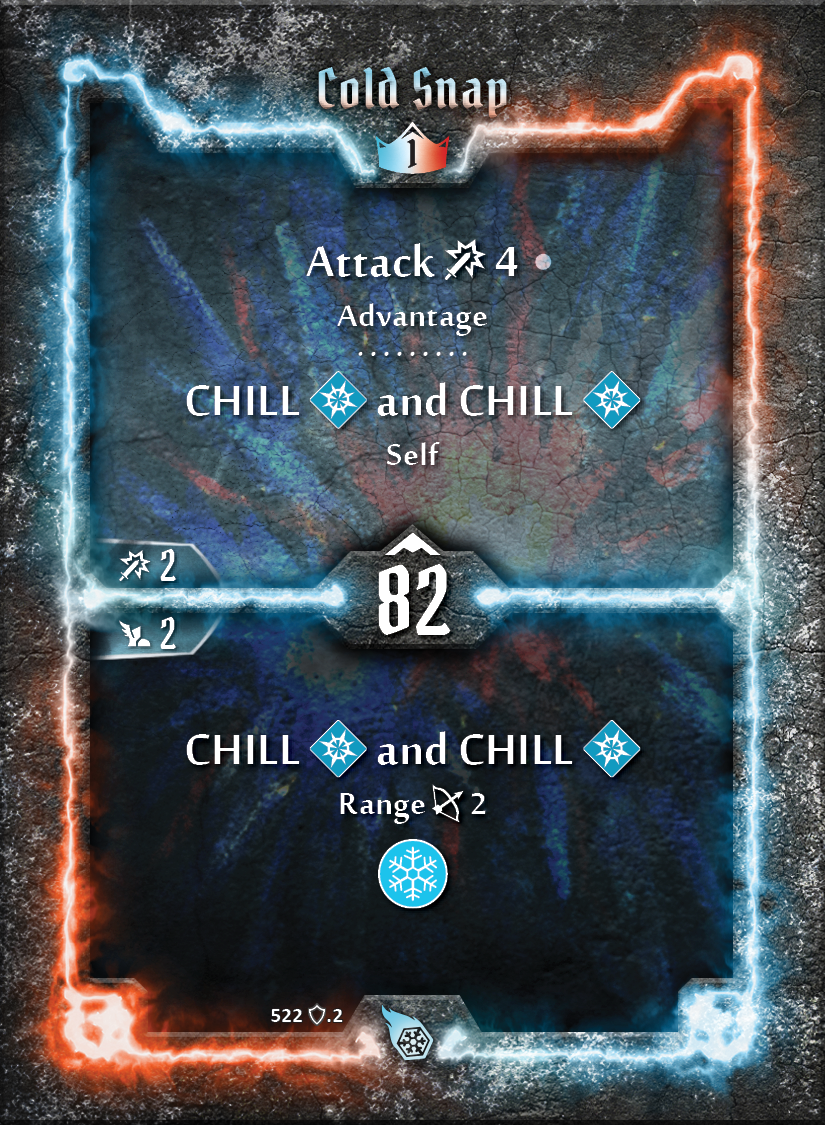 Cold Snap
1
Attack 4
Advantage
CHILL and CHILL
Self
2
82
2
CHILL and CHILL
Range 2
522 .2